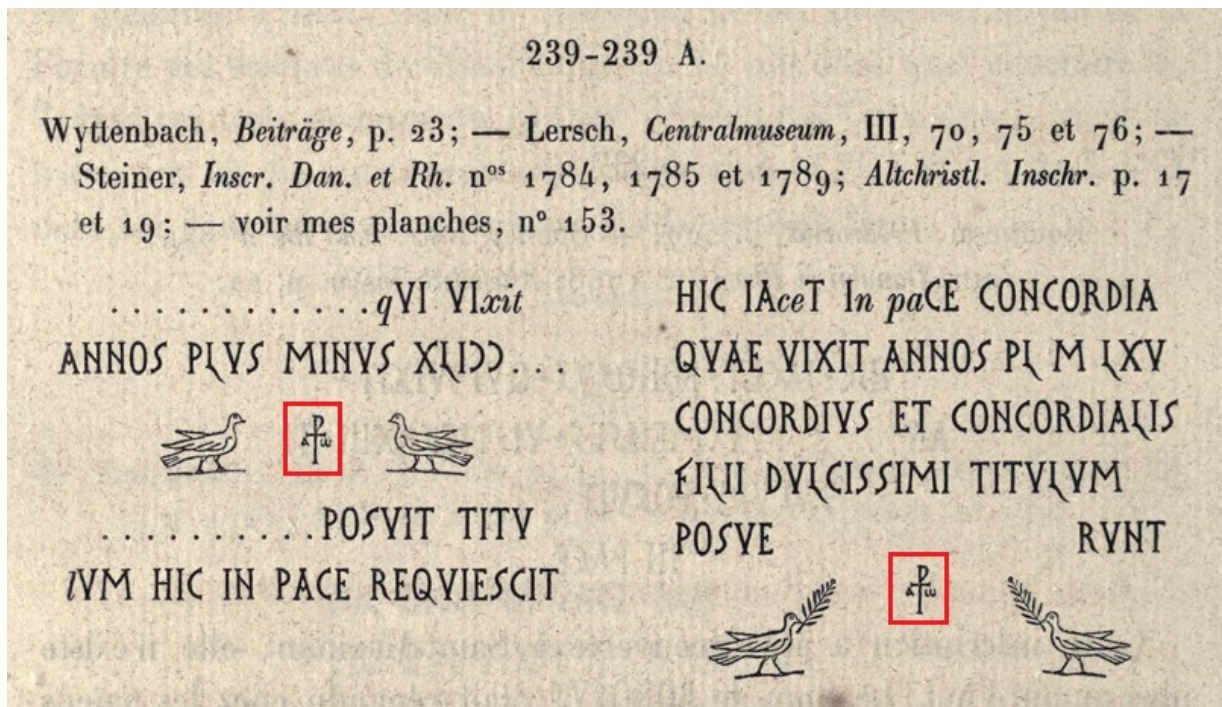 239-239 A.
Wyttenbach, Beiträge, p. 23; — Lersch, Centralmuseum, III, 70, 75 et 76; —
Steiner, Inscr. Dan. et Rh. nos 1784, 1785 et 1789; Altchristl. Inschr. p. 17
et 19; — voir mes planches, nº 153.
. . . . . . . . . . . . . qVI VIxit
ANNOS PLVS MINVS XLIƆƆ...
α ω
. . . . . . . . . . . POSVIT TITV
lVM HIC IN PACE REQVIESCIT
HIC IAceT In paCE CONCORDIA
QVAE VIXIT ANNOS PL M LXV
CONCORDIVS ET CONCORDIALIS
FILII DVLCISSIMI TITVLVM
POSVE RVNT
α ω